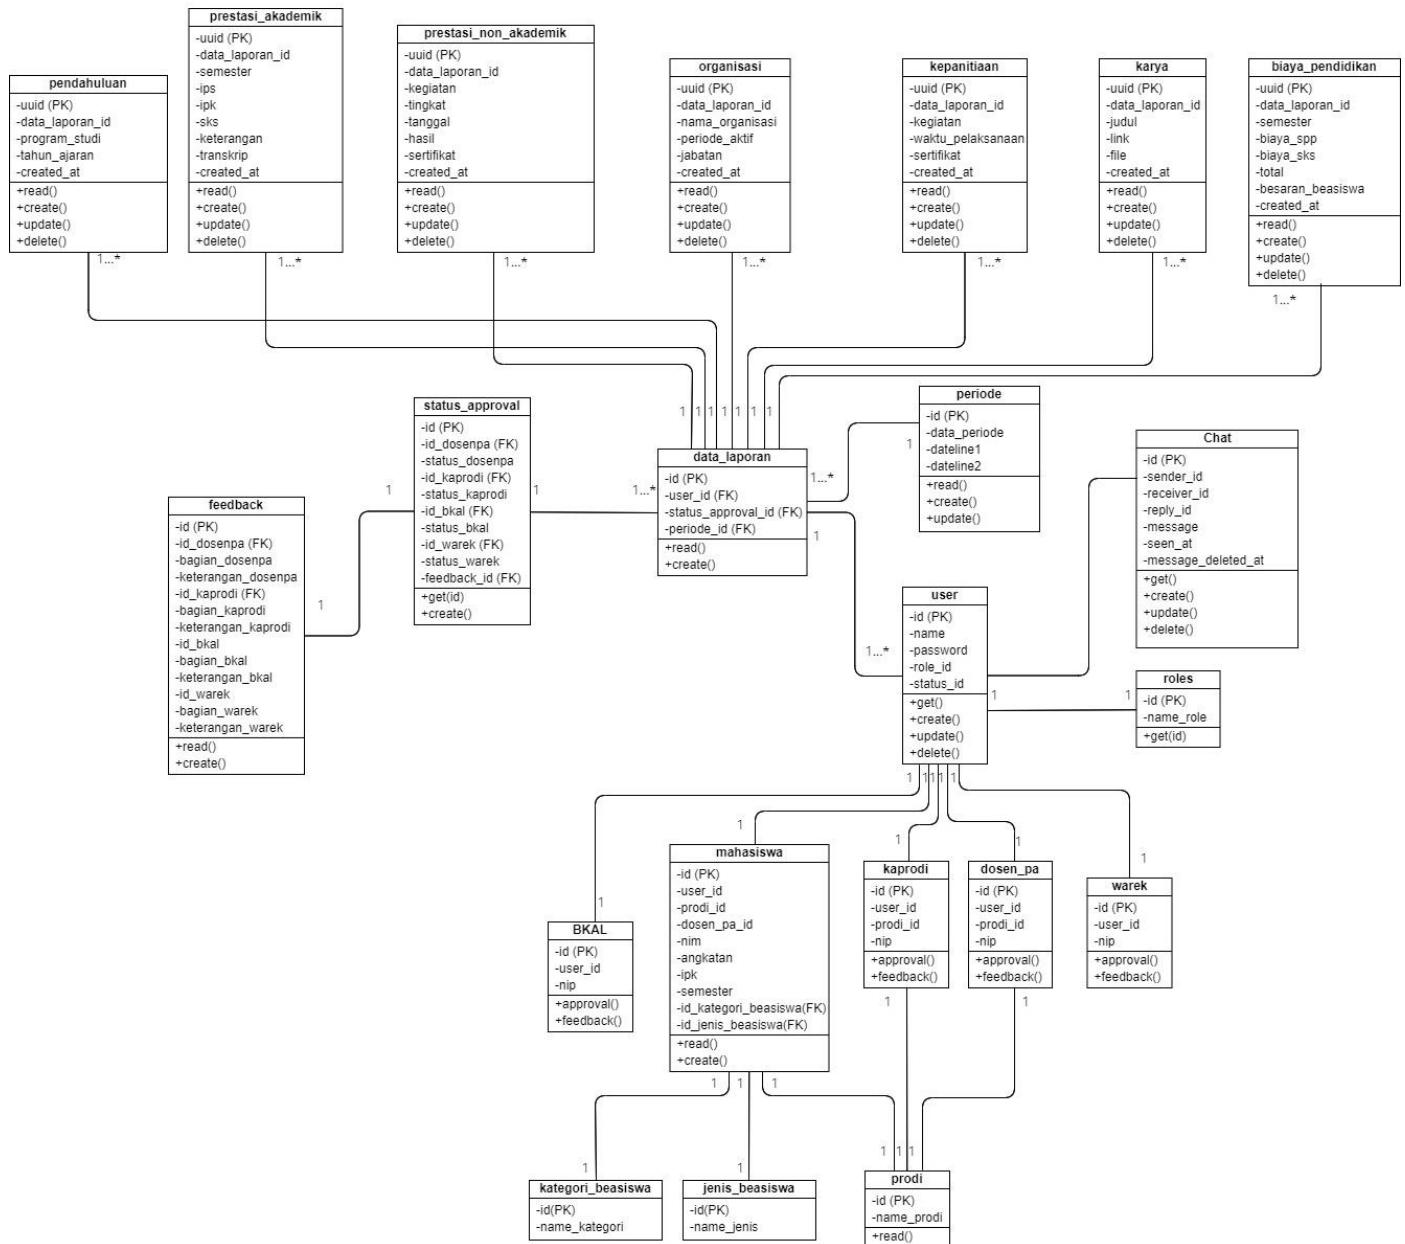 pendahuluan
-uuid (PK)
-data_laporan_id
-program_studi
-tahun_ajaran
-created_at
+read()
+create()
+update()
+delete()
1...*
prestasi_akademik
-uuid (PK)
-data_laporan_id
-semester
-ips
-ipk
-sks
-keterangan
-transkrip
-created_at
+read()
+create()
+update()
+delete()
1...*
prestasi_non_akademik
-uuid (PK)
-data_laporan_id
-kegiatan
-tingkat
-tanggal
-hasil
-sertifikat
-created_at
+read()
+create()
+update()
+delete()
1...*
organisasi
-uuid (PK)
-data_laporan_id
-nama_organisasi
-periode_aktif
-jabatan
-created_at
+read()
+create()
+update()
+delete()
1...*
kepanitiaan
-uuid (PK)
-data_laporan_id
-kegiatan
-waktu_pelaksanaan
-sertifikat
-created_at
+read()
+create()
+update()
+delete()
1...*
karya
-uuid (PK)
-data_laporan_id
-judul
-link
-file
-created_at
+read()
+create()
+update()
+delete()
1...*
biaya_pendidikan
-uuid (PK)
-data_laporan_id
-semester
-biaya_spp
-biaya_sks
-total
-besaran_beasiswa
-created_at
+read()
+create()
+update()
+delete()
1...*
1 1 1 1 1 1 1
feedback
-id (PK)
-id_dosenpa (FK)
-bagian_dosenpa
-keterangan_dosenpa
-id_kaprodi (FK)
-bagian_kaprodi
-keterangan_kaprodi
-id_bkal
-bagian_bkal
-keterangan_bkal
-id_warek
-bagian_warek
-keterangan_warek
+read()
+create()
1
1
status_approval
-id (PK)
-id_dosenpa (FK)
-status_dosenpa
-id_kaprodi (FK)
-status_kaprodi
-id_bkal (FK)
-status_bkal
-id_warek (FK)
-status_warek
-feedback_id (FK)
+get(id)
+create()
1
1...*
data_laporan
-id (PK)
-user_id (FK)
-status_approval_id (FK)
-periode_id (FK)
+read()
+create()
1...*
1
1
periode
-id (PK)
-data_periode
-dateline1
-dateline2
+read()
+create()
+update()
Chat
-id (PK)
-sender_id
-receiver_id
-reply_id
-message
-seen_at
-message_deleted_at
+get()
+create()
+update()
+delete()
1...*
user
-id (PK)
-name
-password
-role_id
-status_id
+get()
+create()
+update()
+delete()
1
1
roles
-id (PK)
-name_role
+get(id)
1 1 1 1 1
1
BKAL
-id (PK)
-user_id
-nip
+approval()
+feedback()
1
mahasiswa
-id (PK)
-user_id
-prodi_id
-dosen_pa_id
-nim
-angkatan
-ipk
-semester
-id_kategori_beasiswa(FK)
-id_jenis_beasiswa(FK)
+read()
+create()
1 1 1
1
kaprodi
-id (PK)
-user_id
-prodi_id
-nip
+approval()
+feedback()
1
1
dosen_pa
-id (PK)
-user_id
-prodi_id
-nip
+approval()
+feedback()
1
1
warek
-id (PK)
-user_id
-nip
+approval()
+feedback()
1
kategori_beasiswa
-id(PK)
-name_kategori
1
jenis_beasiswa
-id(PK)
-name_jenis
1 1 1
prodi
-id (PK)
-name_prodi
+read()